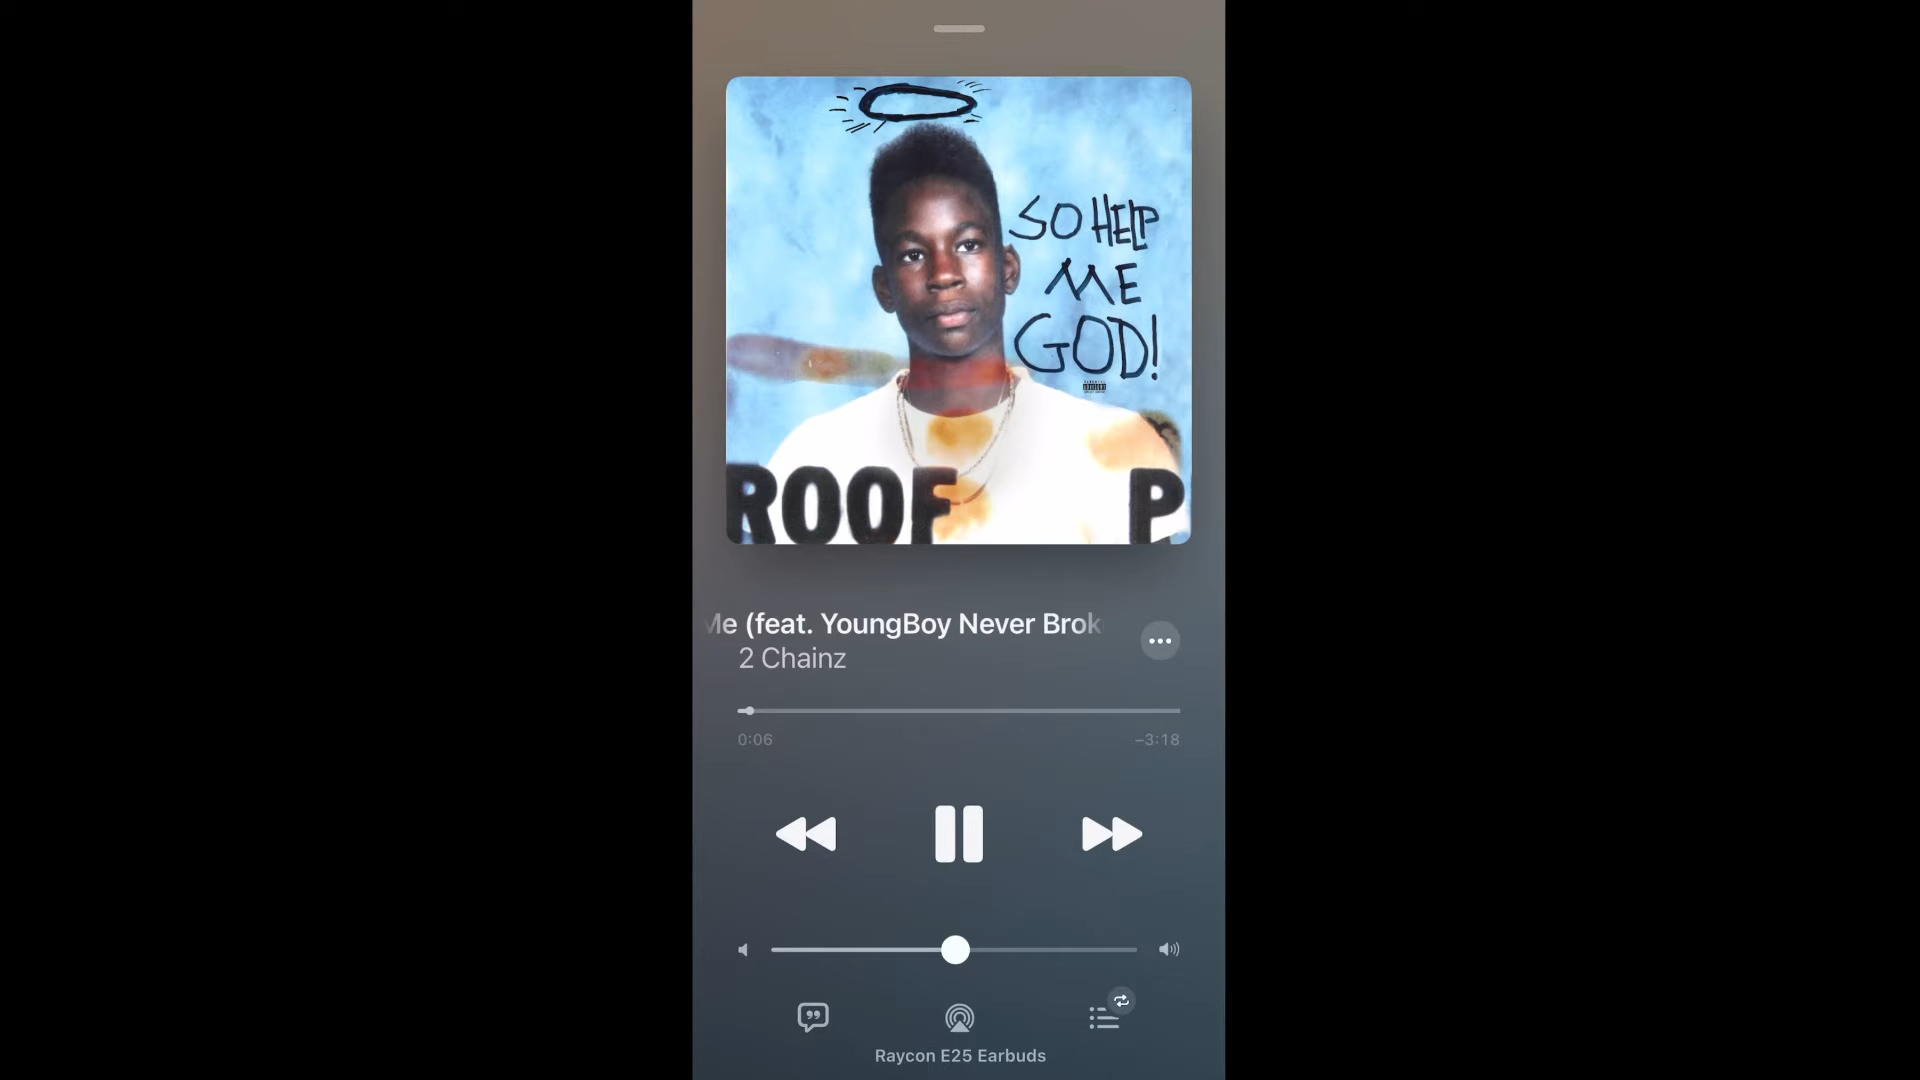 SO HELP
ME
GOD!
ROOF P
Me (feat. YoungBoy Never Brok
2 Chainz
0:06
-3:18
Raycon E25 Earbuds